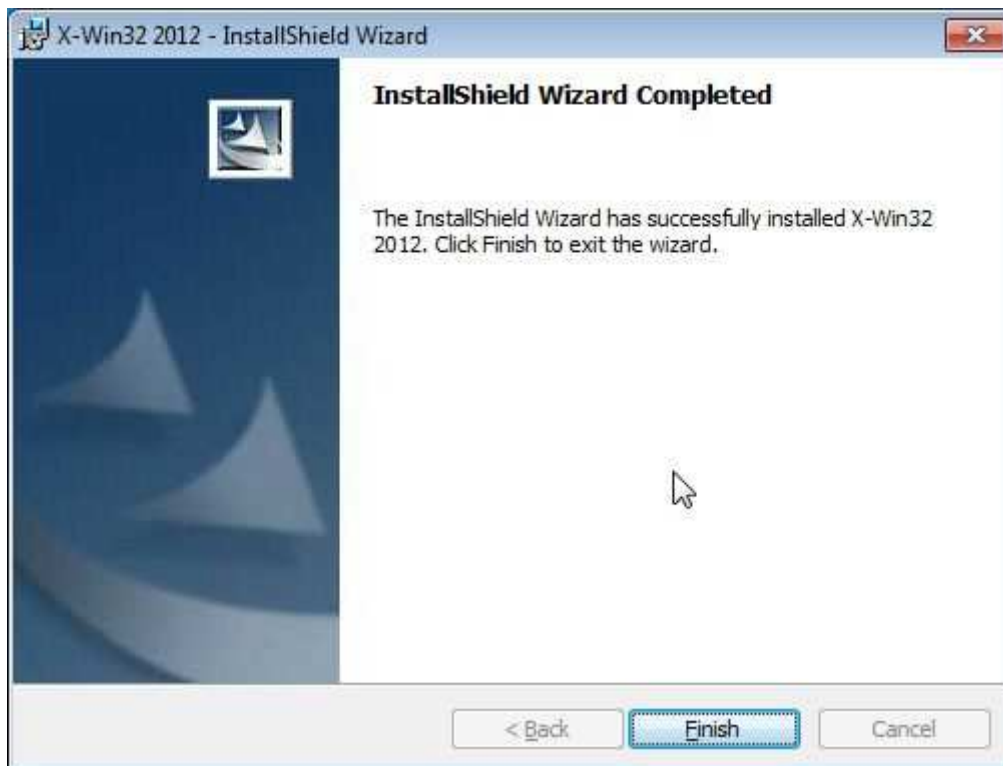 X-Win32 2012 - InstallShield Wizard
InstallShield Wizard Completed
The InstallShield Wizard has successfully installed X-Win32
2012. Click Finish to exit the wizard.
< Back
Finish
Cancel